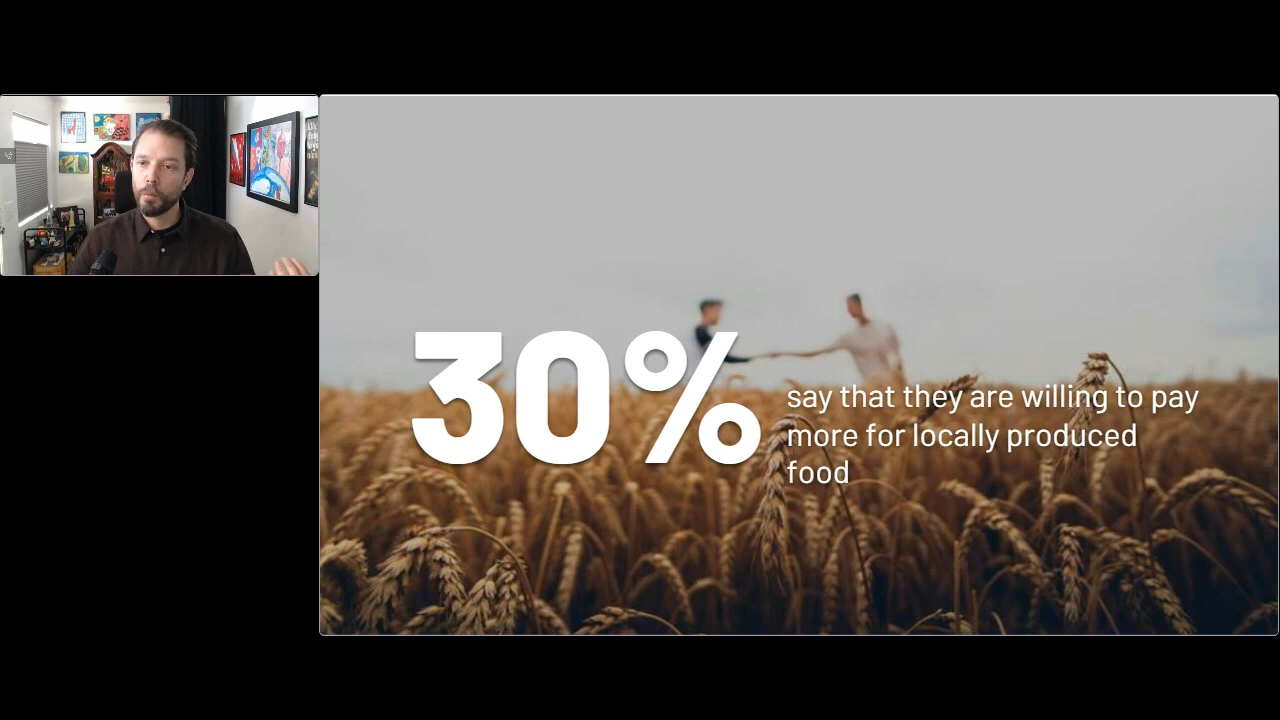 30%
say that they are willing to pay
more for locally produced
food